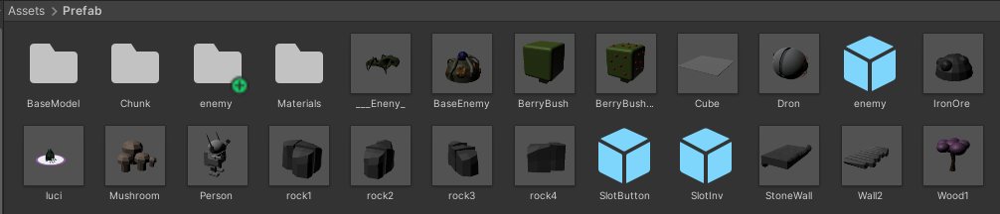 Assets > Prefab
BaseModel Chunk enemy Materials ___Eneny_ BaseEnemy BerryBush BerryBush... Cube Dron enemy IronOre
luci Mushroom Person rock1 rock2 rock3 rock4 SlotButton SlotInv StoneWall Wall2 Wood1